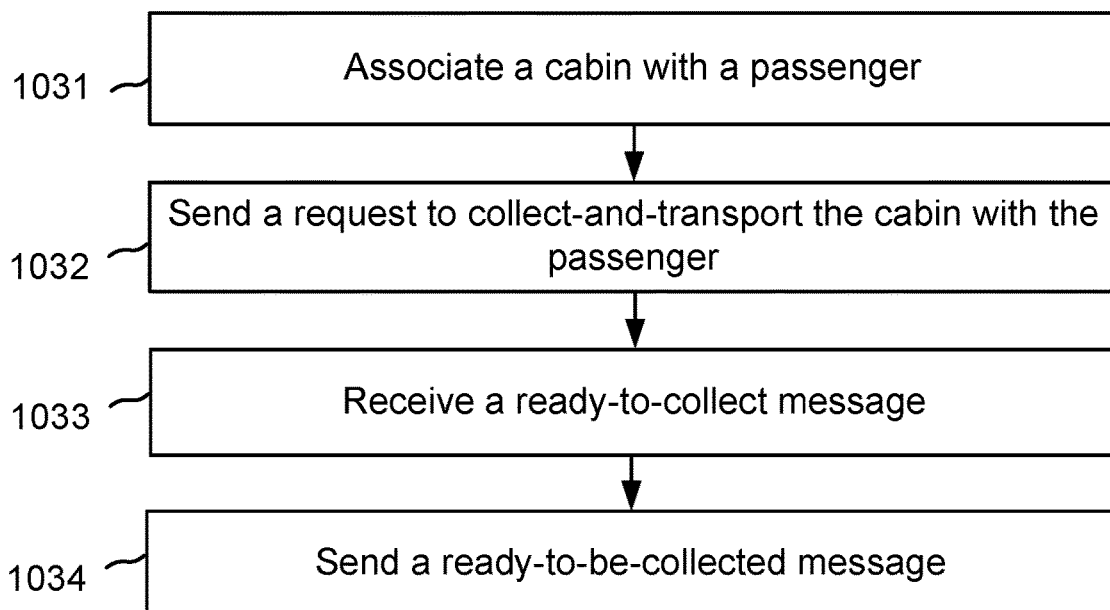 1031 Associate a cabin with a passenger
Send a request to collect-and-transport the cabin with the
1032 passenger
1033 Receive a ready-to-collect message
1034 Send a ready-to-be-collected message